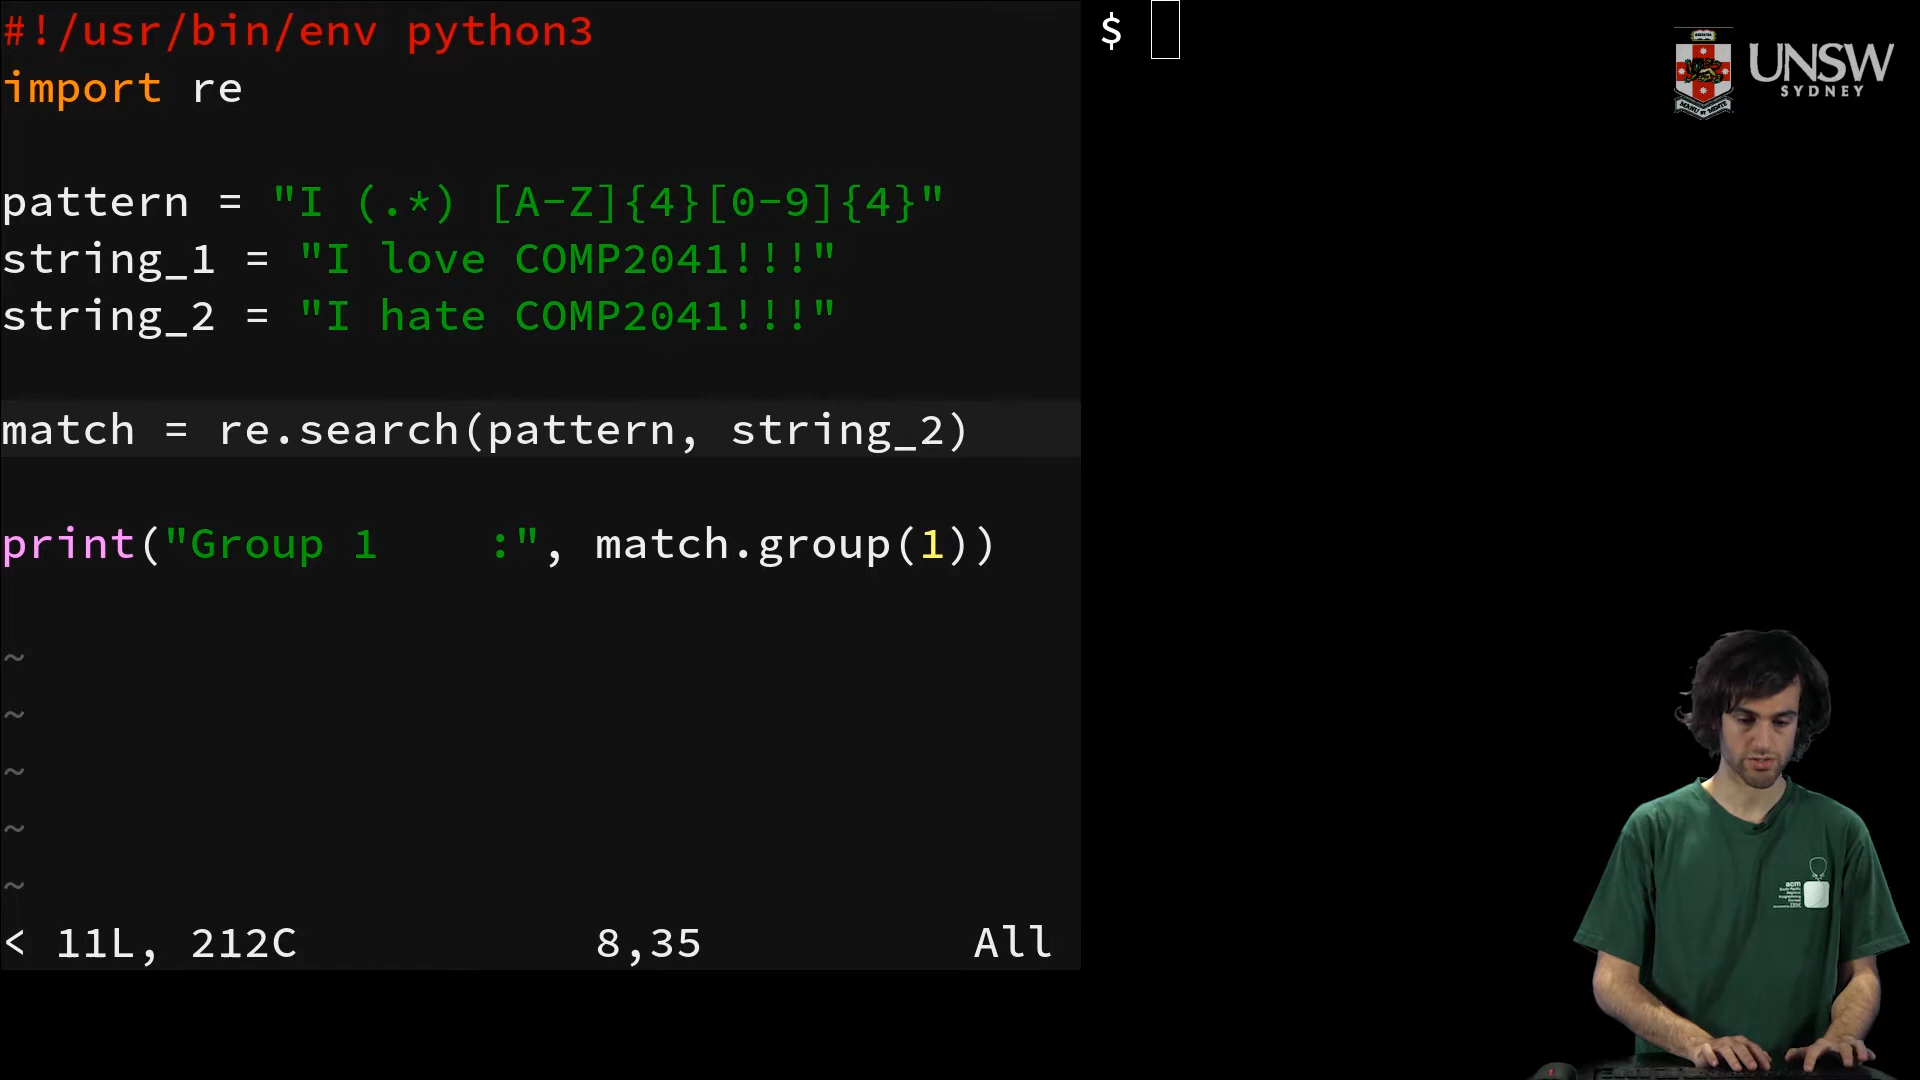 #!/usr/bin/env python3
import re
pattern = "I (.*) [A-Z]{4}[0-9]{4}"
string_1 = "I love COMP2041!!!"
string_2 = "I hate COMP2041!!!"
match = re.search(pattern, string_2)
print("Group 1    :", match.group(1))
~
~
~
~
~
< 11L, 212C 8,35 All
$
UNSW
SYDNEY
acm